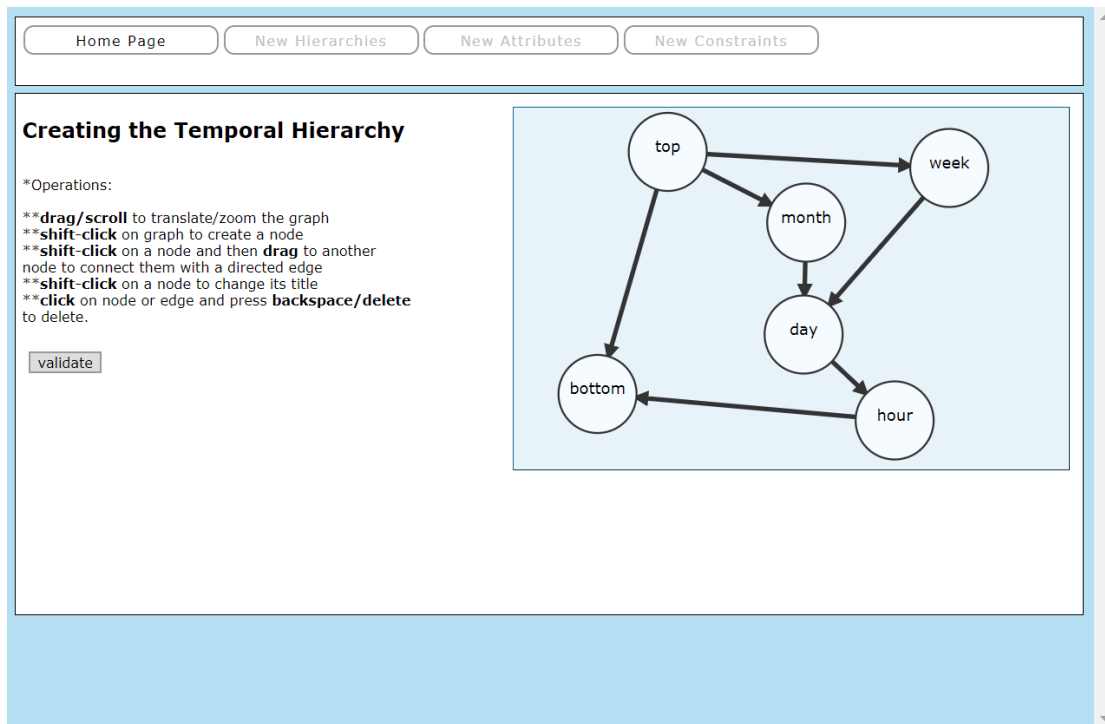 Home Page
New Hierarchies
New Attributes
New Constraints
Creating the Temporal Hierarchy
*Operations:
**drag/scroll to translate/zoom the graph
**shift-click on graph to create a node
**shift-click on a node and then drag to another
node to connect them with a directed edge
**shift-click on a node to change its title
**click on node or edge and press backspace/delete
to delete.
validate
top
week
month
day
bottom
hour